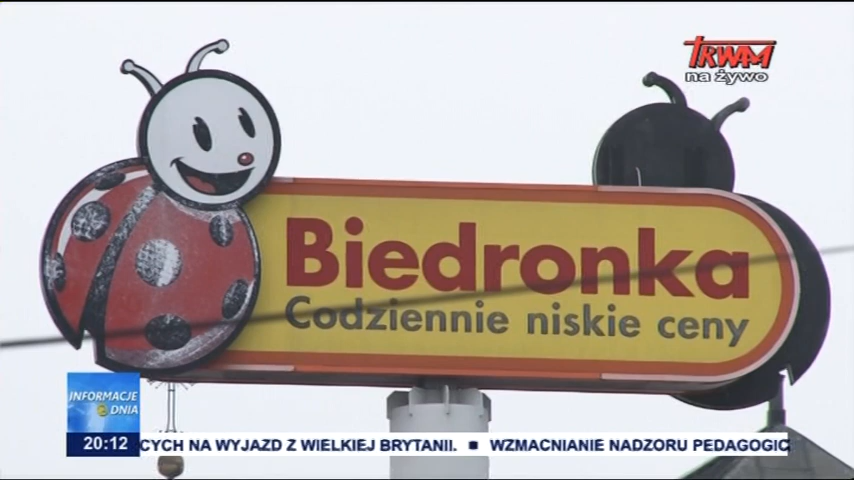 TRWAM
na żywo
Biedronka
Codziennie niskie ceny
INFORMACJE
DNIA
20:12
CYCH NA WYJAZD Z WIELKIEJ BRYTANII. ■ WZMACNIANIE NADZORU PEDAGOGIC